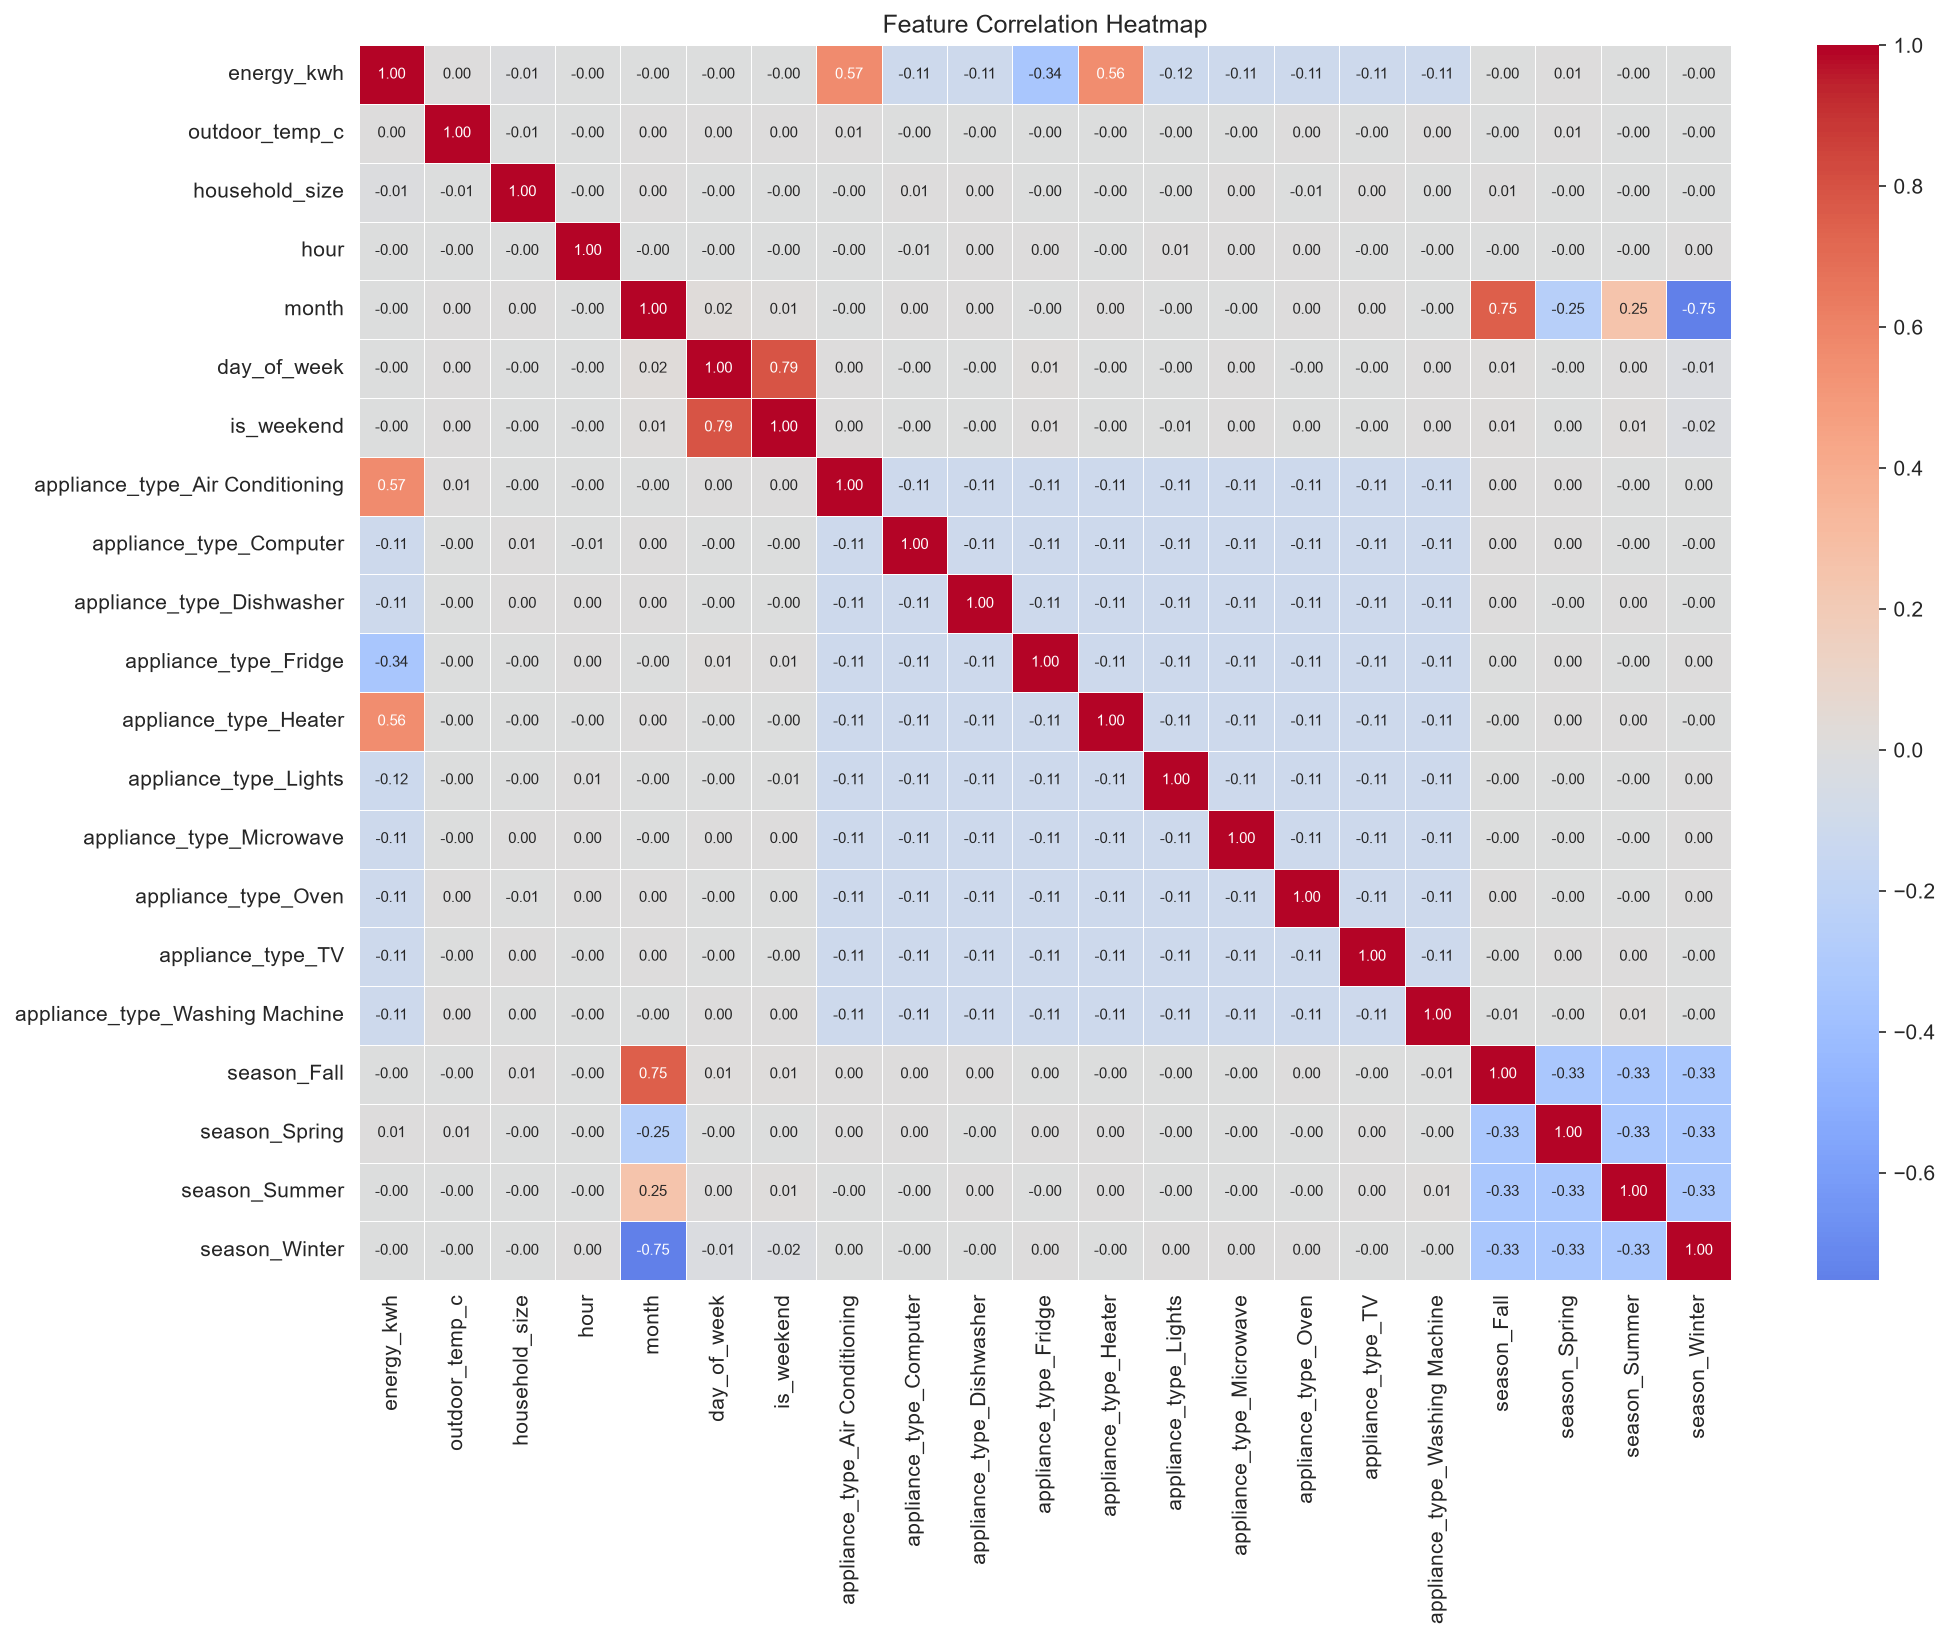 Feature Correlation Heatmap
energy_kwh 1.00 0.00 -0.01 -0.00 -0.00 -0.00 -0.00 0.57 -0.11 -0.11 -0.34 0.56 -0.12 -0.11 -0.11 -0.11 -0.11 -0.00 0.01 -0.00 -0.00
outdoor_temp_c 0.00 1.00 -0.01 -0.00 0.00 0.00 0.00 0.01 -0.00 -0.00 -0.00 -0.00 -0.00 -0.00 0.00 -0.00 0.00 -0.00 0.01 -0.00 -0.00
household_size -0.01 -0.01 1.00 -0.00 0.00 -0.00 -0.00 -0.00 0.01 0.00 -0.00 -0.00 -0.00 0.00 -0.01 0.00 0.00 0.01 -0.00 -0.00 -0.00
hour -0.00 -0.00 -0.00 1.00 -0.00 -0.00 -0.00 -0.00 -0.01 0.00 0.00 -0.00 0.01 0.00 0.00 -0.00 -0.00 -0.00 -0.00 -0.00 0.00
month -0.00 0.00 0.00 -0.00 1.00 0.02 0.01 -0.00 0.00 0.00 -0.00 0.00 -0.00 -0.00 0.00 0.00 -0.00 0.75 -0.25 0.25 -0.75
day_of_week -0.00 0.00 -0.00 -0.00 0.02 1.00 0.79 0.00 -0.00 -0.00 0.01 -0.00 -0.00 0.00 -0.00 -0.00 0.00 0.01 -0.00 0.00 -0.01
is_weekend -0.00 0.00 -0.00 -0.00 0.01 0.79 1.00 0.00 -0.00 -0.00 0.01 -0.00 -0.01 0.00 0.00 -0.00 0.00 0.01 0.00 0.01 -0.02
appliance_type_Air Conditioning 0.57 0.01 -0.00 -0.00 -0.00 0.00 0.00 1.00 -0.11 -0.11 -0.11 -0.11 -0.11 -0.11 -0.11 -0.11 -0.11 0.00 0.00 -0.00 0.00
appliance_type_Computer -0.11 -0.00 0.01 -0.01 0.00 -0.00 -0.00 -0.11 1.00 -0.11 -0.11 -0.11 -0.11 -0.11 -0.11 -0.11 -0.11 0.00 0.00 -0.00 -0.00
appliance_type_Dishwasher -0.11 -0.00 0.00 0.00 0.00 -0.00 -0.00 -0.11 -0.11 1.00 -0.11 -0.11 -0.11 -0.11 -0.11 -0.11 -0.11 0.00 -0.00 0.00 -0.00
appliance_type_Fridge -0.34 -0.00 -0.00 0.00 -0.00 0.01 0.01 -0.11 -0.11 -0.11 1.00 -0.11 -0.11 -0.11 -0.11 -0.11 -0.11 0.00 0.00 -0.00 0.00
appliance_type_Heater 0.56 -0.00 -0.00 -0.00 0.00 -0.00 -0.00 -0.11 -0.11 -0.11 -0.11 1.00 -0.11 -0.11 -0.11 -0.11 -0.11 -0.00 0.00 0.00 -0.00
appliance_type_Lights -0.12 -0.00 -0.00 0.01 -0.00 -0.00 -0.01 -0.11 -0.11 -0.11 -0.11 -0.11 1.00 -0.11 -0.11 -0.11 -0.11 -0.00 -0.00 -0.00 0.00
appliance_type_Microwave -0.11 -0.00 0.00 0.00 -0.00 0.00 0.00 -0.11 -0.11 -0.11 -0.11 -0.11 -0.11 1.00 -0.11 -0.11 -0.11 -0.00 -0.00 -0.00 0.00
appliance_type_Oven -0.11 0.00 -0.01 0.00 0.00 -0.00 0.00 -0.11 -0.11 -0.11 -0.11 -0.11 -0.11 -0.11 1.00 -0.11 -0.11 0.00 -0.00 -0.00 0.00
appliance_type_TV -0.11 -0.00 0.00 -0.00 0.00 -0.00 -0.00 -0.11 -0.11 -0.11 -0.11 -0.11 -0.11 -0.11 -0.11 1.00 -0.11 -0.00 0.00 0.00 -0.00
appliance_type_Washing Machine -0.11 0.00 0.00 -0.00 -0.00 0.00 0.00 -0.11 -0.11 -0.11 -0.11 -0.11 -0.11 -0.11 -0.11 -0.11 1.00 -0.01 -0.00 0.01 -0.00
season_Fall -0.00 -0.00 0.01 -0.00 0.75 0.01 0.01 0.00 0.00 0.00 0.00 -0.00 -0.00 -0.00 0.00 -0.00 -0.01 1.00 -0.33 -0.33 -0.33
season_Spring 0.01 0.01 -0.00 -0.00 -0.25 -0.00 0.00 0.00 0.00 -0.00 0.00 0.00 -0.00 -0.00 -0.00 0.00 -0.00 -0.33 1.00 -0.33 -0.33
season_Summer -0.00 -0.00 -0.00 -0.00 0.25 0.00 0.01 -0.00 -0.00 0.00 -0.00 0.00 -0.00 -0.00 -0.00 0.00 0.01 -0.33 -0.33 1.00 -0.33
season_Winter -0.00 -0.00 -0.00 0.00 -0.75 -0.01 -0.02 0.00 -0.00 -0.00 0.00 -0.00 0.00 0.00 0.00 -0.00 -0.00 -0.33 -0.33 -0.33 1.00
energy_kwh
outdoor_temp_c
household_size
hour
month
day_of_week
is_weekend
appliance_type_Air Conditioning
appliance_type_Computer
appliance_type_Dishwasher
appliance_type_Fridge
appliance_type_Heater
appliance_type_Lights
appliance_type_Microwave
appliance_type_Oven
appliance_type_TV
appliance_type_Washing Machine
season_Fall
season_Spring
season_Summer
season_Winter
1.0
0.8
0.6
0.4
0.2
0.0
−0.2
−0.4
−0.6